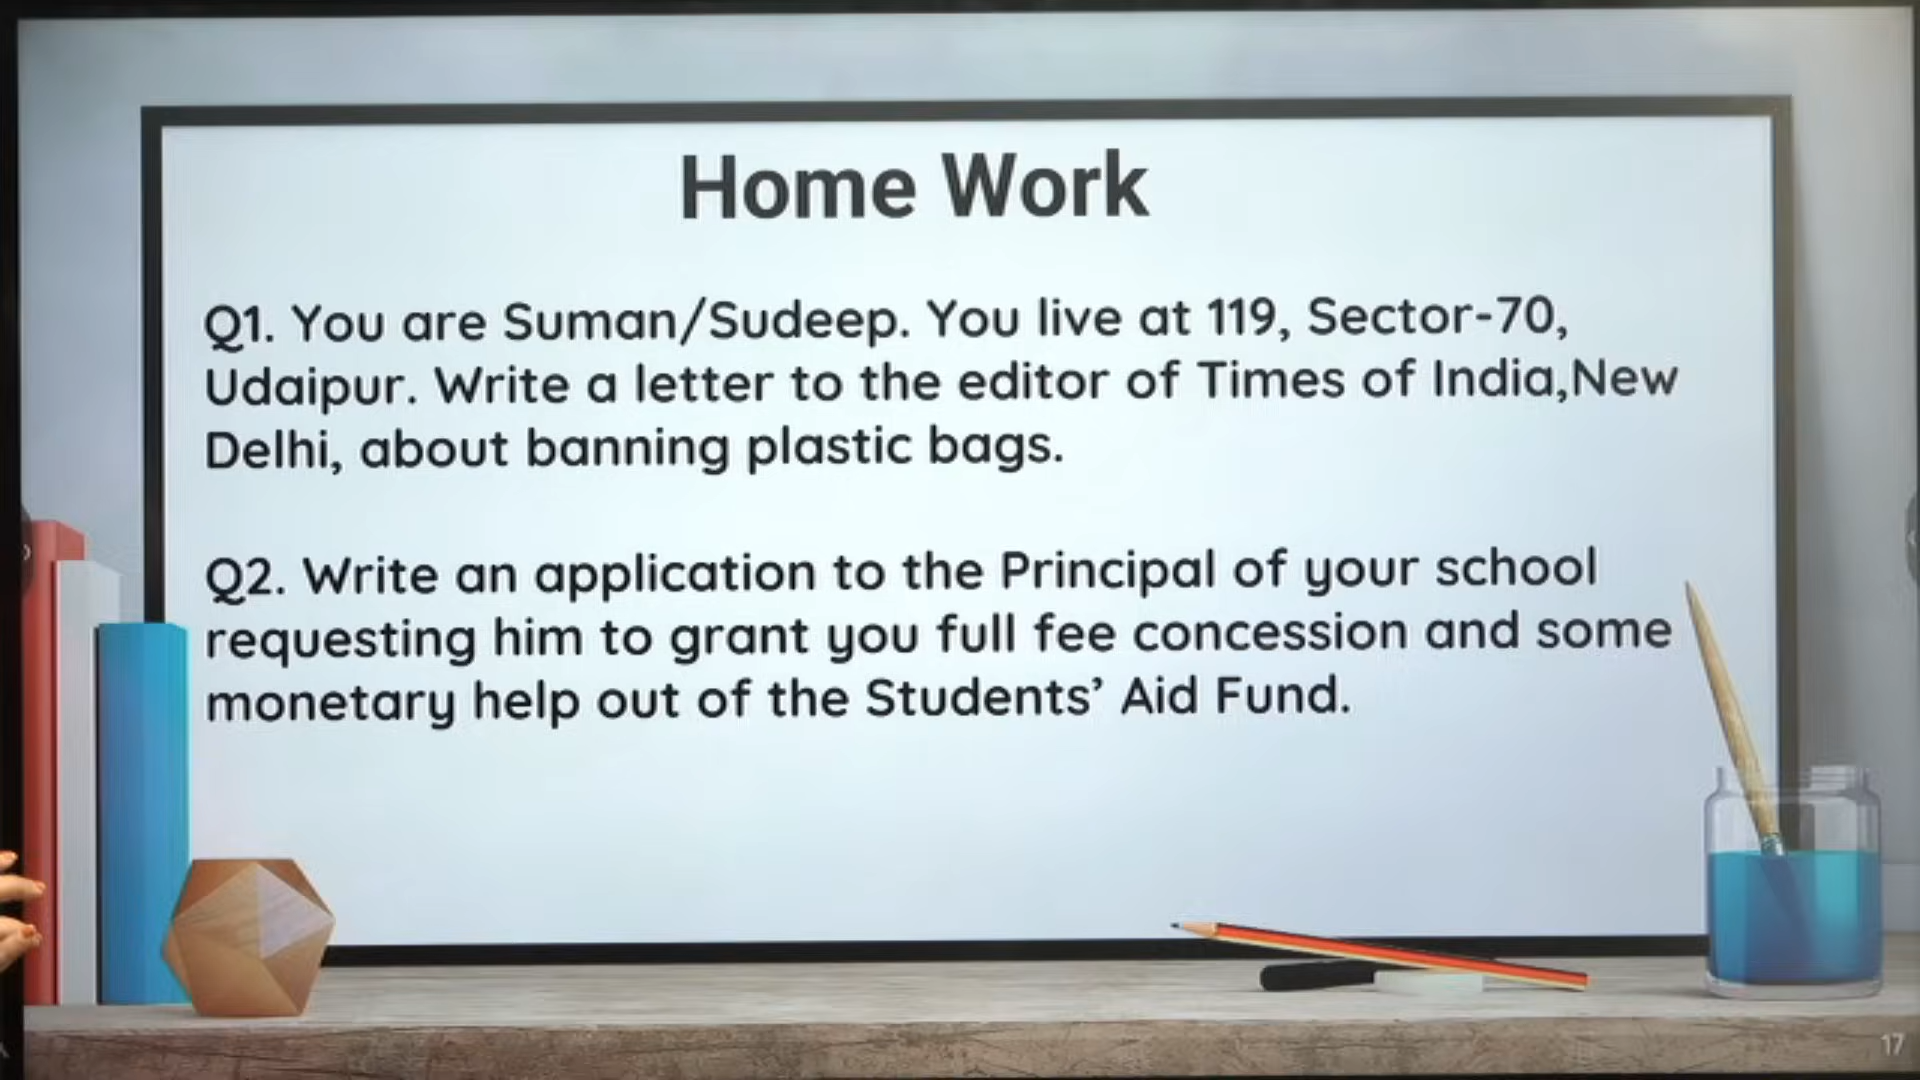 Home Work
Q1. You are Suman/Sudeep. You live at 119, Sector-70,
Udaipur. Write a letter to the editor of Times of India,New
Delhi, about banning plastic bags.
Q2. Write an application to the Principal of your school
requesting him to grant you full fee concession and some
monetary help out of the Students’ Aid Fund.
17